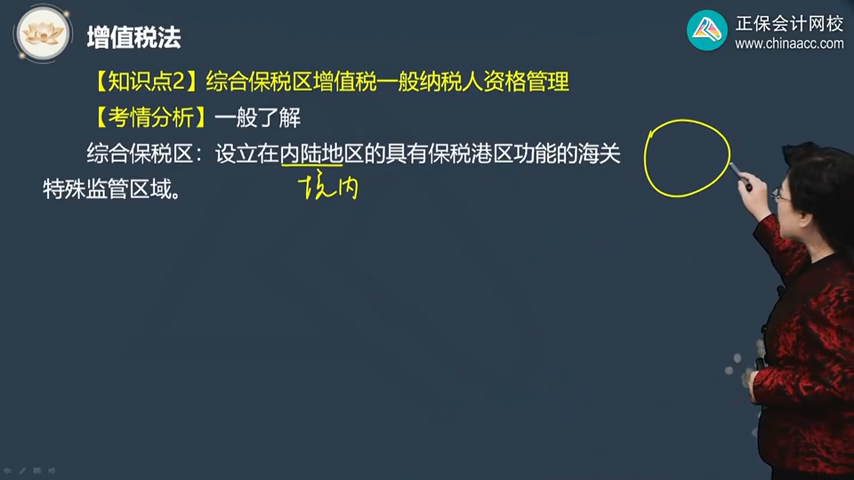 增值税法
正保会计网校
www.chinaacc.com
【知识点2】综合保税区增值税一般纳税人资格管理
【考情分析】一般了解
综合保税区：设立在内陆地区的具有保税港区功能的海关
特殊监管区域。
境内